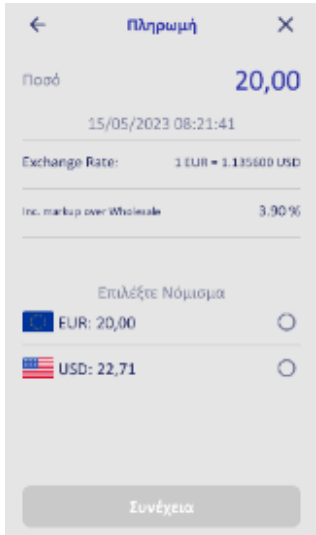 Πληρωμή
Ποσό 20,00
15/05/2023 08:21:41
Exchange Rate: 1 EUR = 1.135600 USD
Inc. markup over Wholesale 3.90 %
Επιλέξτε Νόμισμα
EUR: 20,00
USD: 22,71
Συνέχεια